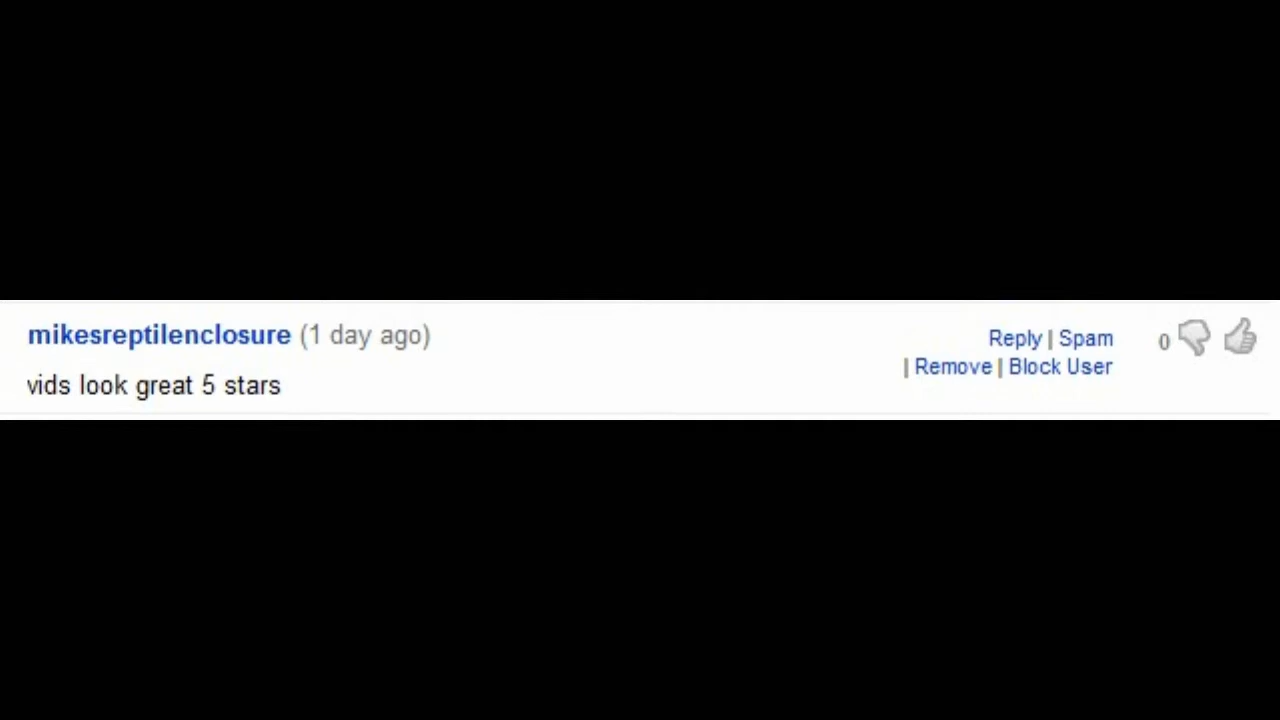 mikesreptilenclosure (1 day ago)
Reply | Spam
| Remove | Block User
0
vids look great 5 stars